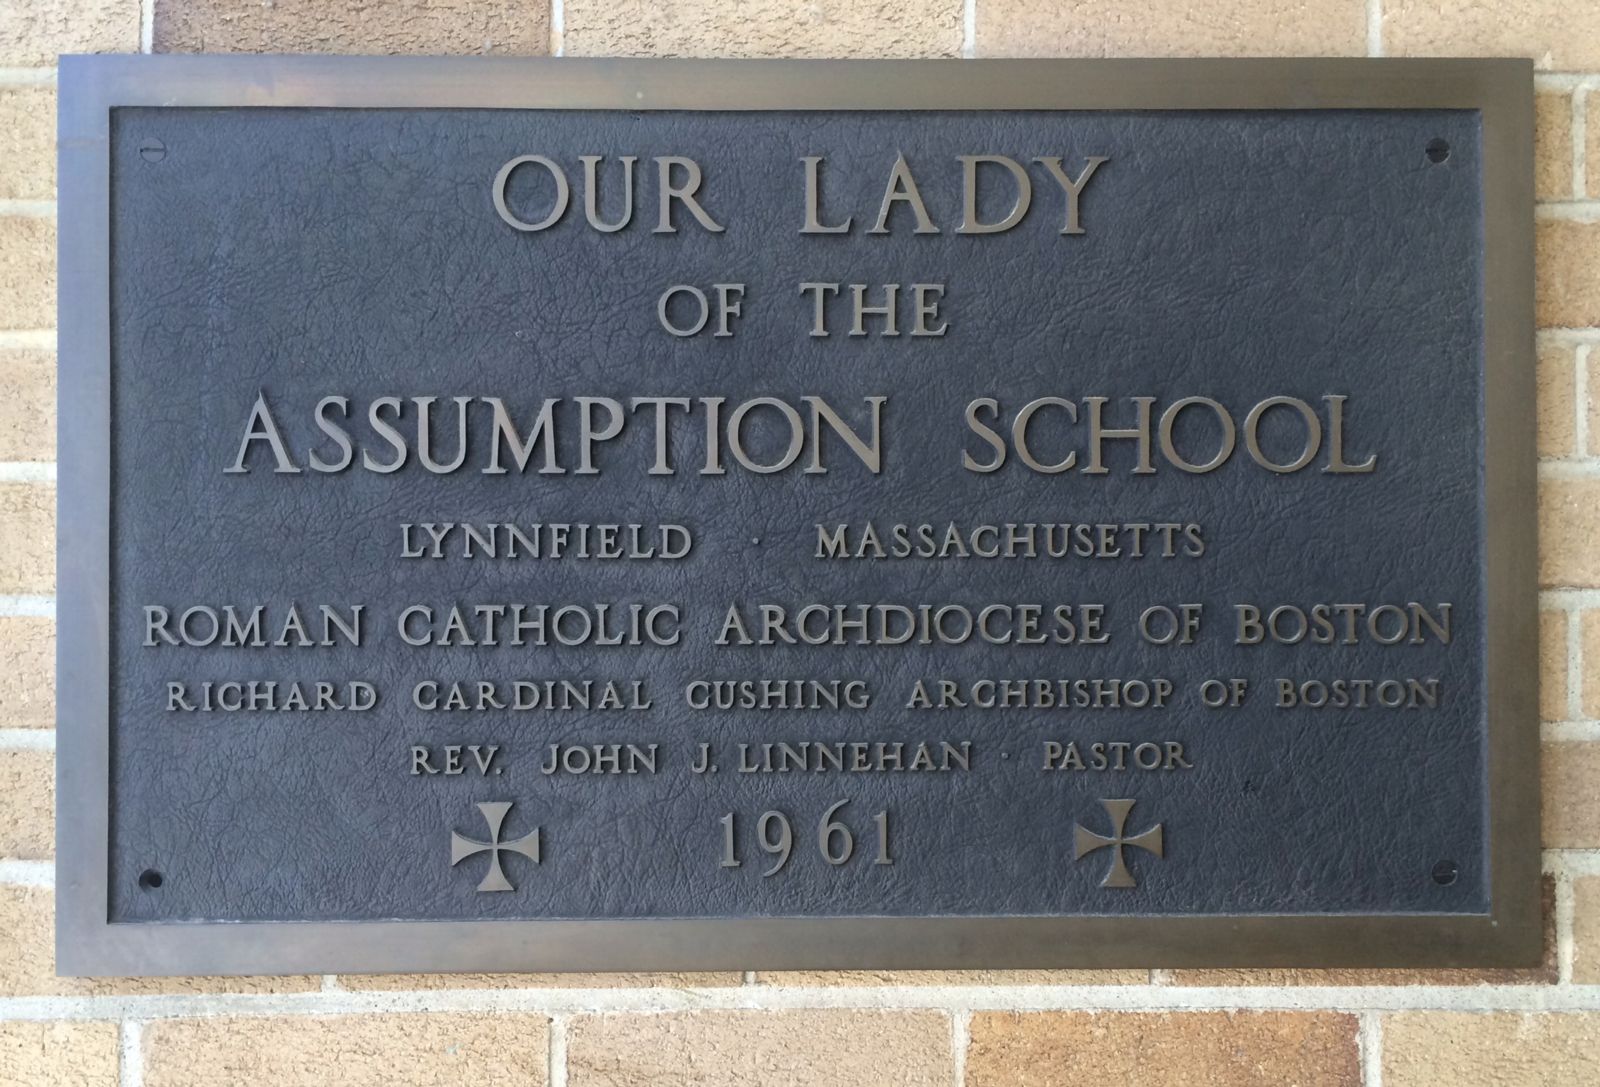 OUR LADY
OF THE
ASSUMPTION SCHOOL
LYNNFIELD · MASSACHUSETTS
ROMAN CATHOLIC ARCHDIOCESE OF BOSTON
RICHARD CARDINAL CUSHING ARCHBISHOP OF BOSTON
REV. JOHN J. LINNEHAN · PASTOR
1961